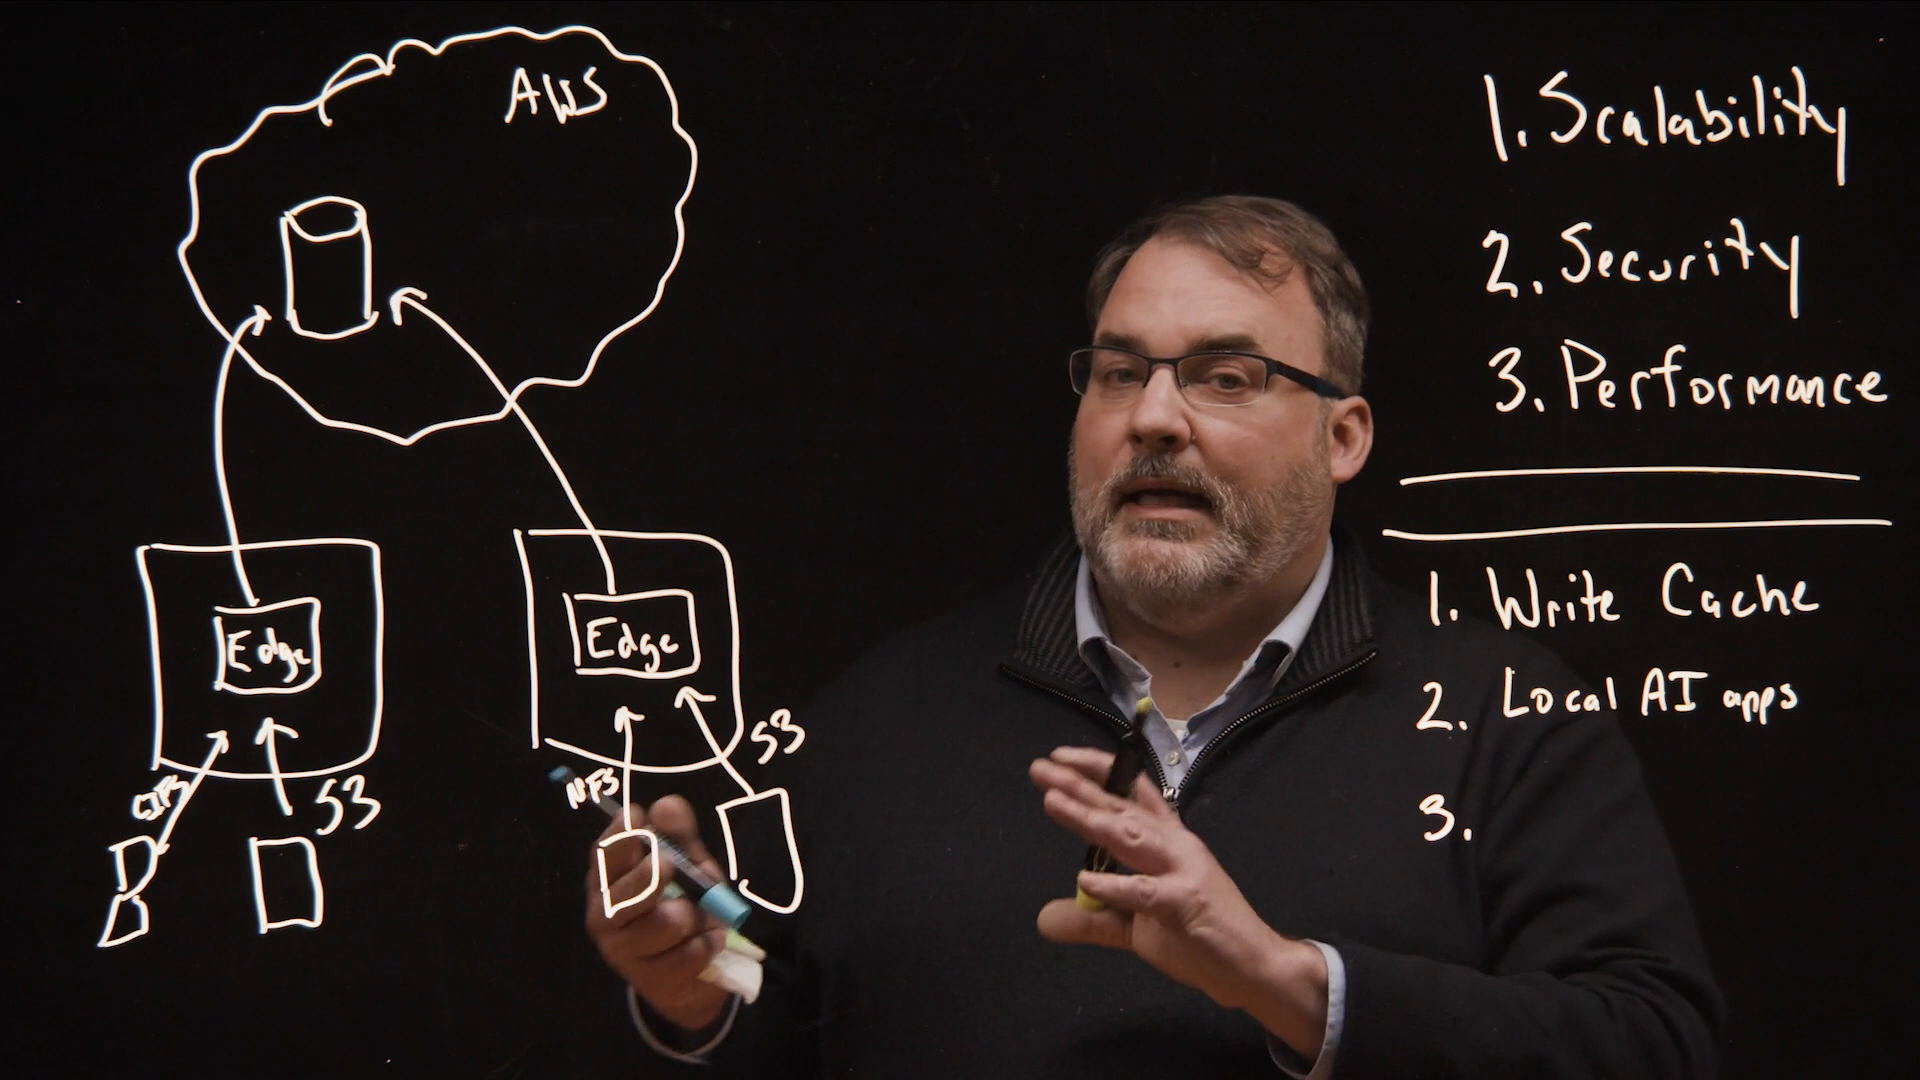 AWS
1. Scalability
2. Security
3. Performance
Edge
Edge
1. Write Cache
2. Local AI apps
3.
CIFS
S3
NFS
S3